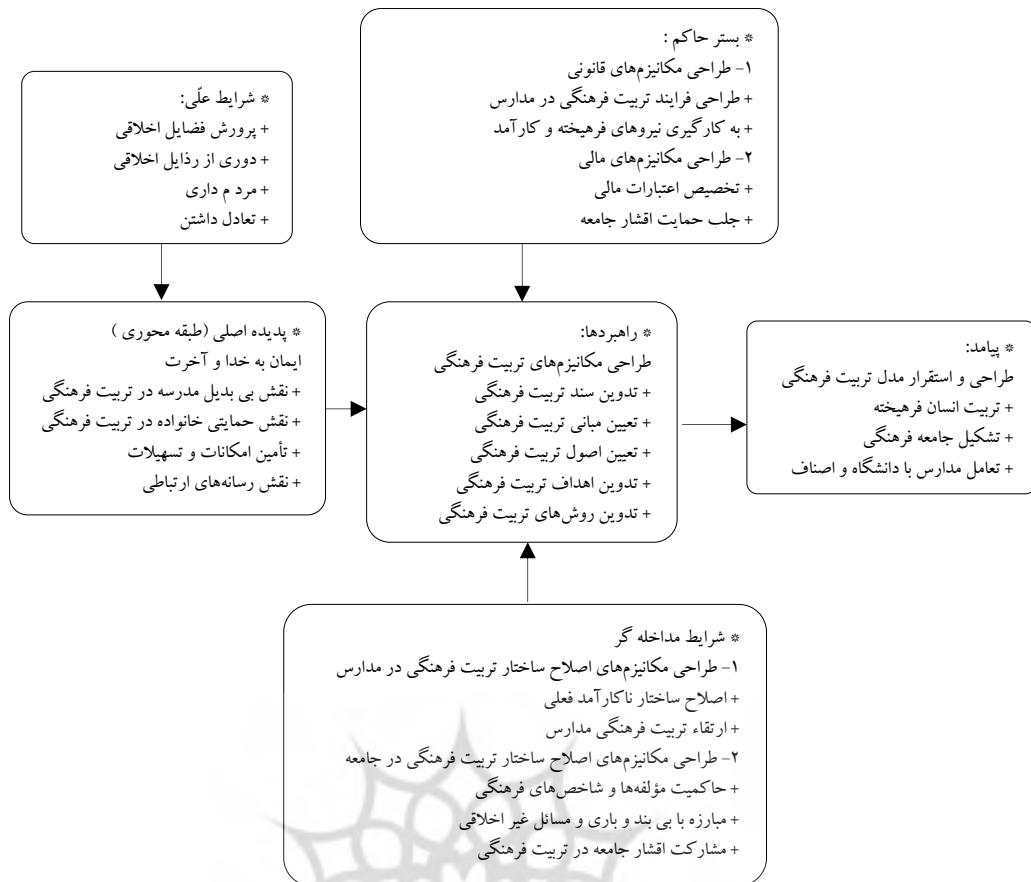 * بستر حاکم :
۱- طراحی مکانیزم‌های قانونی
+ طراحی فرایند تربیت فرهنگی در مدارس
+ به کارگیری نیروهای فرهیخته و کارآمد
۲- طراحی مکانیزم‌های مالی
+ تخصیص اعتبارات مالی
+ جلب حمایت اقشار جامعه
* شرایط علّی:
+ پرورش فضایل اخلاقی
+ دوری از رذایل اخلاقی
+ مرد م داری
+ تعادل داشتن
* پدیده اصلی (طبقه محوری )
ایمان به خدا و آخرت
+ نقش بی بدیل مدرسه در تربیت فرهنگی
+ نقش حمایتی خانواده در تربیت فرهنگی
+ تأمین امکانات و تسهیلات
+ نقش رسانه‌های ارتباطی
* راهبردها:
طراحی مکانیزم‌های تربیت فرهنگی
+ تدوین سند تربیت فرهنگی
+ تعیین مبانی تربیت فرهنگی
+ تعیین اصول تربیت فرهنگی
+ تدوین اهداف تربیت فرهنگی
+ تدوین روش‌های تربیت فرهنگی
* پیامد:
طراحی و استقرار مدل تربیت فرهنگی
+ تربیت انسان فرهیخته
+ تشکیل جامعه فرهنگی
+ تعامل مدارس با دانشگاه و اصناف
* شرایط مداخله گر
۱- طراحی مکانیزم‌های اصلاح ساختار تربیت فرهنگی در مدارس
+ اصلاح ساختار ناکارآمد فعلی
+ ارتقاء تربیت فرهنگی مدارس
۲- طراحی مکانیزم‌های اصلاح ساختار تربیت فرهنگی در جامعه
+ حاکمیت مؤلفه‌ها و شاخص‌های فرهنگی
+ مبارزه با بی بند و باری و مسائل غیر اخلاقی
+ مشارکت اقشار جامعه در تربیت فرهنگی